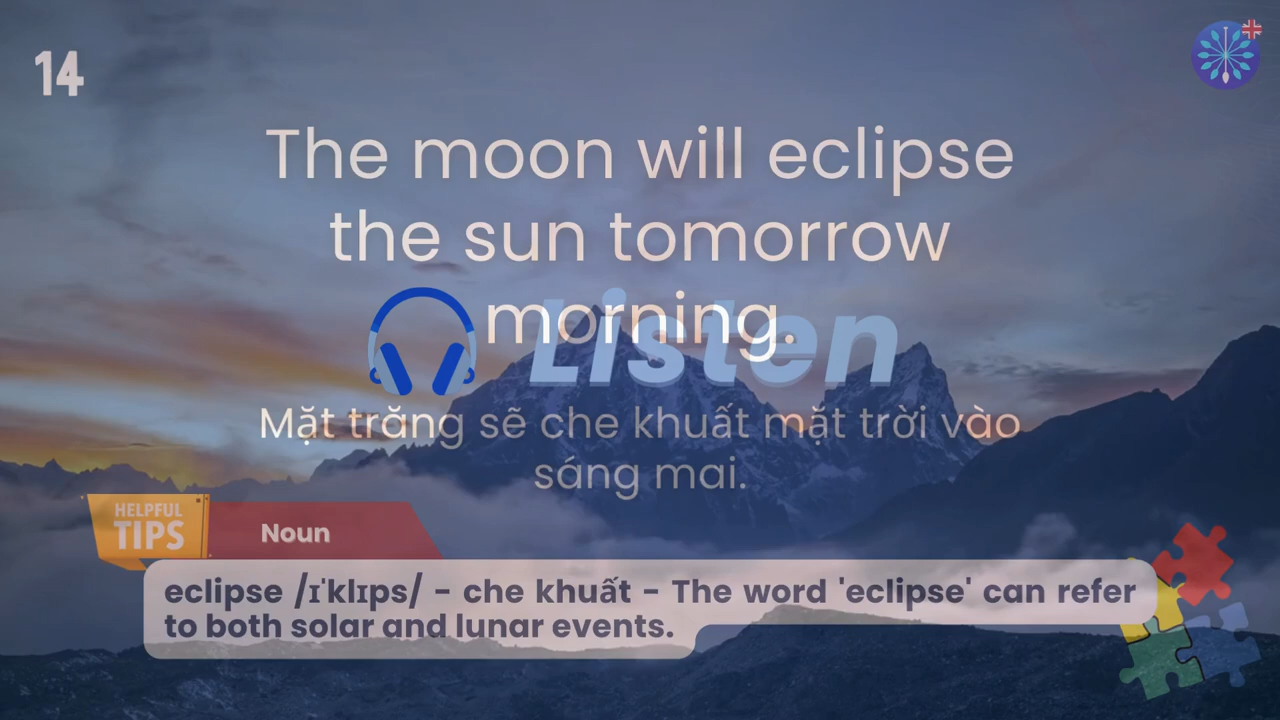 14
The moon will eclipse
the sun tomorrow
morning.
Listen
Mặt trăng sẽ che khuất mặt trời vào
sáng mai.
HELPFUL
TIPS
Noun
eclipse /ɪˈklɪps/ - che khuất - The word 'eclipse' can refer
to both solar and lunar events.